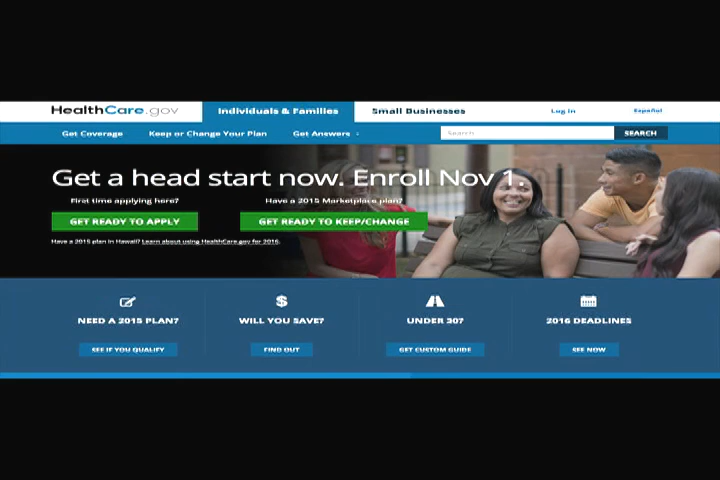 HealthCare.gov
Individuals & Families
Small Businesses
Log in
Español
Get Coverage
Keep or Change Your Plan
Get Answers
Search
SEARCH
Get a head start now. Enroll Nov 1.
First time applying here?
Have a 2015 Marketplace plan?
GET READY TO APPLY
GET READY TO KEEP/CHANGE
Have a 2015 plan in Hawaii? Learn about using HealthCare.gov for 2016.
NEED A 2015 PLAN?
WILL YOU SAVE?
UNDER 30?
2016 DEADLINES
SEE IF YOU QUALIFY
FIND OUT
GET CUSTOM GUIDE
SEE NOW